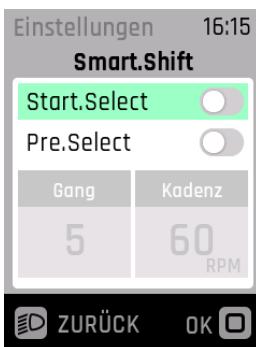 Einstellungen 16:15
Smart.Shift
Start.Select
Pre.Select
Gang Kadenz
5 60
RPM
ZURÜCK OK